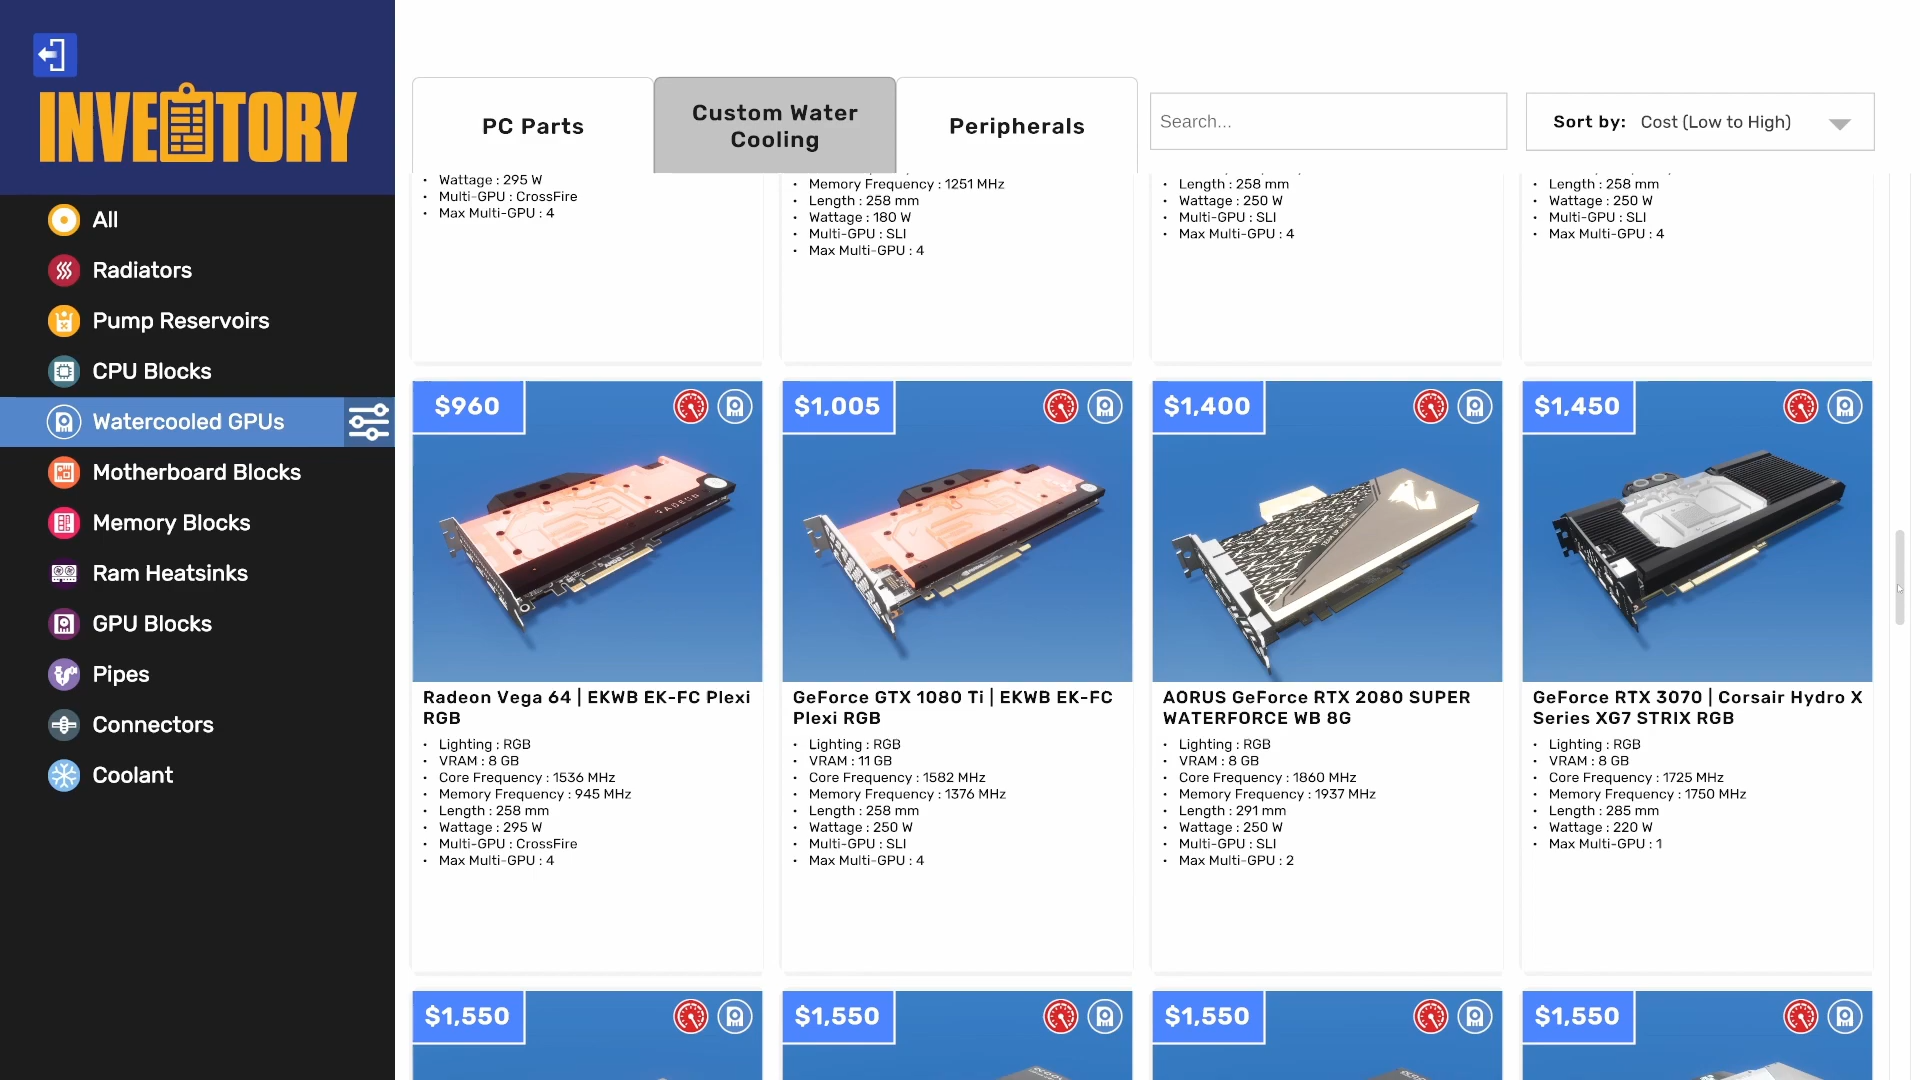 INVENTORY
All
Radiators
Pump Reservoirs
CPU Blocks
Watercooled GPUs
Motherboard Blocks
Memory Blocks
Ram Heatsinks
GPU Blocks
Pipes
Connectors
Coolant
PC Parts
Custom Water
Cooling
Peripherals
Search...
Sort by: Cost (Low to High)
• Wattage : 295 W
• Multi-GPU : CrossFire
• Max Multi-GPU : 4
• Memory Frequency : 1251 MHz
• Length : 258 mm
• Wattage : 180 W
• Multi-GPU : SLI
• Max Multi-GPU : 4
• Length : 258 mm
• Wattage : 250 W
• Multi-GPU : SLI
• Max Multi-GPU : 4
• Length : 258 mm
• Wattage : 250 W
• Multi-GPU : SLI
• Max Multi-GPU : 4
$960
RADEON
Radeon Vega 64 | EKWB EK-FC Plexi
RGB
• Lighting : RGB
• VRAM : 8 GB
• Core Frequency : 1536 MHz
• Memory Frequency : 945 MHz
• Length : 258 mm
• Wattage : 295 W
• Multi-GPU : CrossFire
• Max Multi-GPU : 4
$1,005
GeForce GTX 1080 Ti | EKWB EK-FC
Plexi RGB
• Lighting : RGB
• VRAM : 11 GB
• Core Frequency : 1582 MHz
• Memory Frequency : 1376 MHz
• Length : 258 mm
• Wattage : 250 W
• Multi-GPU : SLI
• Max Multi-GPU : 4
$1,400
AORUS GeForce RTX 2080 SUPER
WATERFORCE WB 8G
• Lighting : RGB
• VRAM : 8 GB
• Core Frequency : 1860 MHz
• Memory Frequency : 1937 MHz
• Length : 291 mm
• Wattage : 250 W
• Multi-GPU : SLI
• Max Multi-GPU : 2
$1,450
GeForce RTX 3070 | Corsair Hydro X
Series XG7 STRIX RGB
• Lighting : RGB
• VRAM : 8 GB
• Core Frequency : 1725 MHz
• Memory Frequency : 1750 MHz
• Length : 285 mm
• Wattage : 220 W
• Max Multi-GPU : 1
$1,550
$1,550
$1,550
$1,550